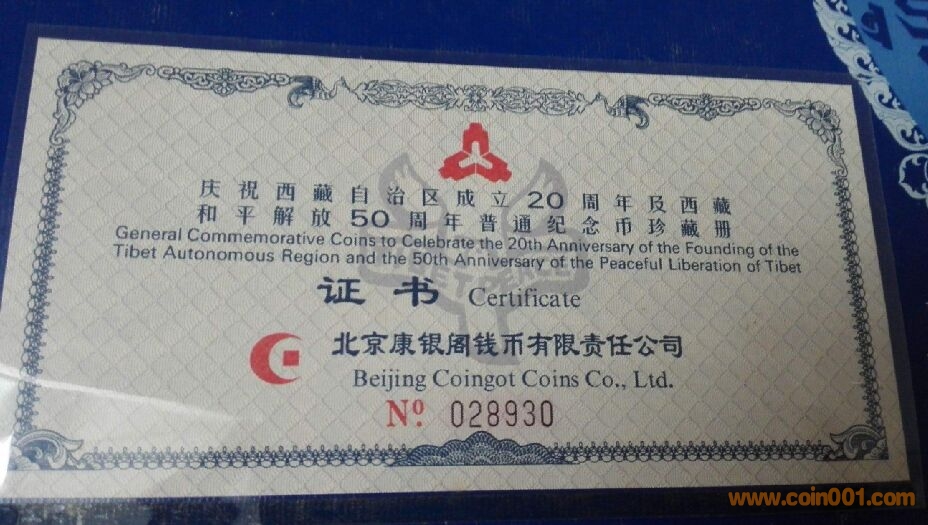 庆祝西藏自治区成立20周年及西藏
和平解放50周年普通纪念币珍藏册
General Commemorative Coins to Celebrate the 20th Anniversary of the Founding of the
Tibet Autonomous Region and the 50th Anniversary of the Peaceful Liberation of Tibet
证书 Certificate
北京康银阁钱币有限责任公司
Beijing Coingot Coins Co., Ltd.
Nº 028930
www.coin001.com